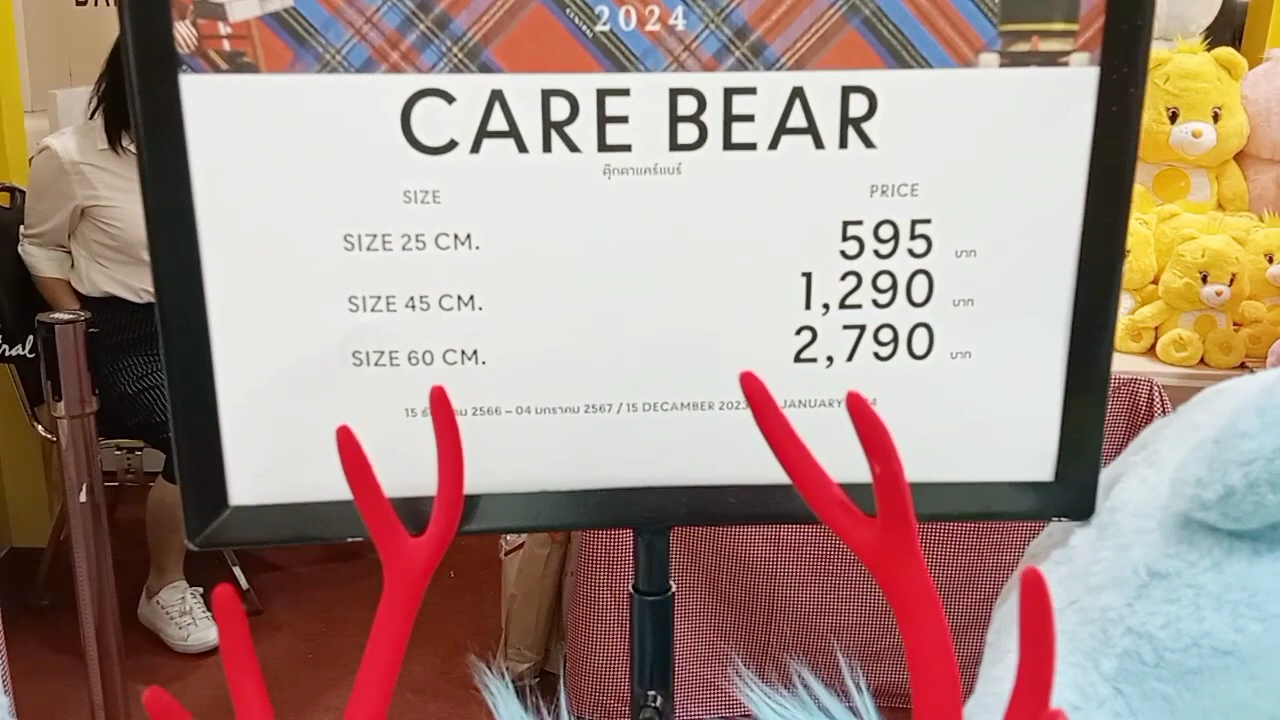 2024
CARE BEAR
ตุ๊กตาแคร์แบร์
SIZE PRICE
SIZE 25 CM. 595 บาท
SIZE 45 CM. 1,290 บาท
SIZE 60 CM. 2,790 บาท
15 2566 – 04 มกราคม 2567 / 15 DECAMBER 2023 JANUARY